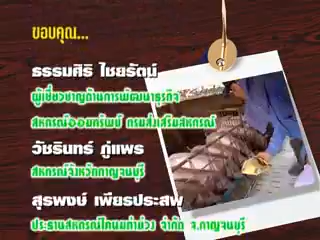 ขอบคุณ...
ธรรมศิริ ไชยรัตน์
ผู้เชี่ยวชาญด้านการพัฒนาธุรกิจ
สหกรณ์ออมทรัพย์ กรมส่งเสริมสหกรณ์
วัชรินทร์ ภู่แพร
สหกรณ์จังหวัดกาญจนบุรี
สุรพงษ์ เพียรประสพ
ประธานสหกรณ์โคนมท่าม่วง จำกัด จ.กาญจนบุรี